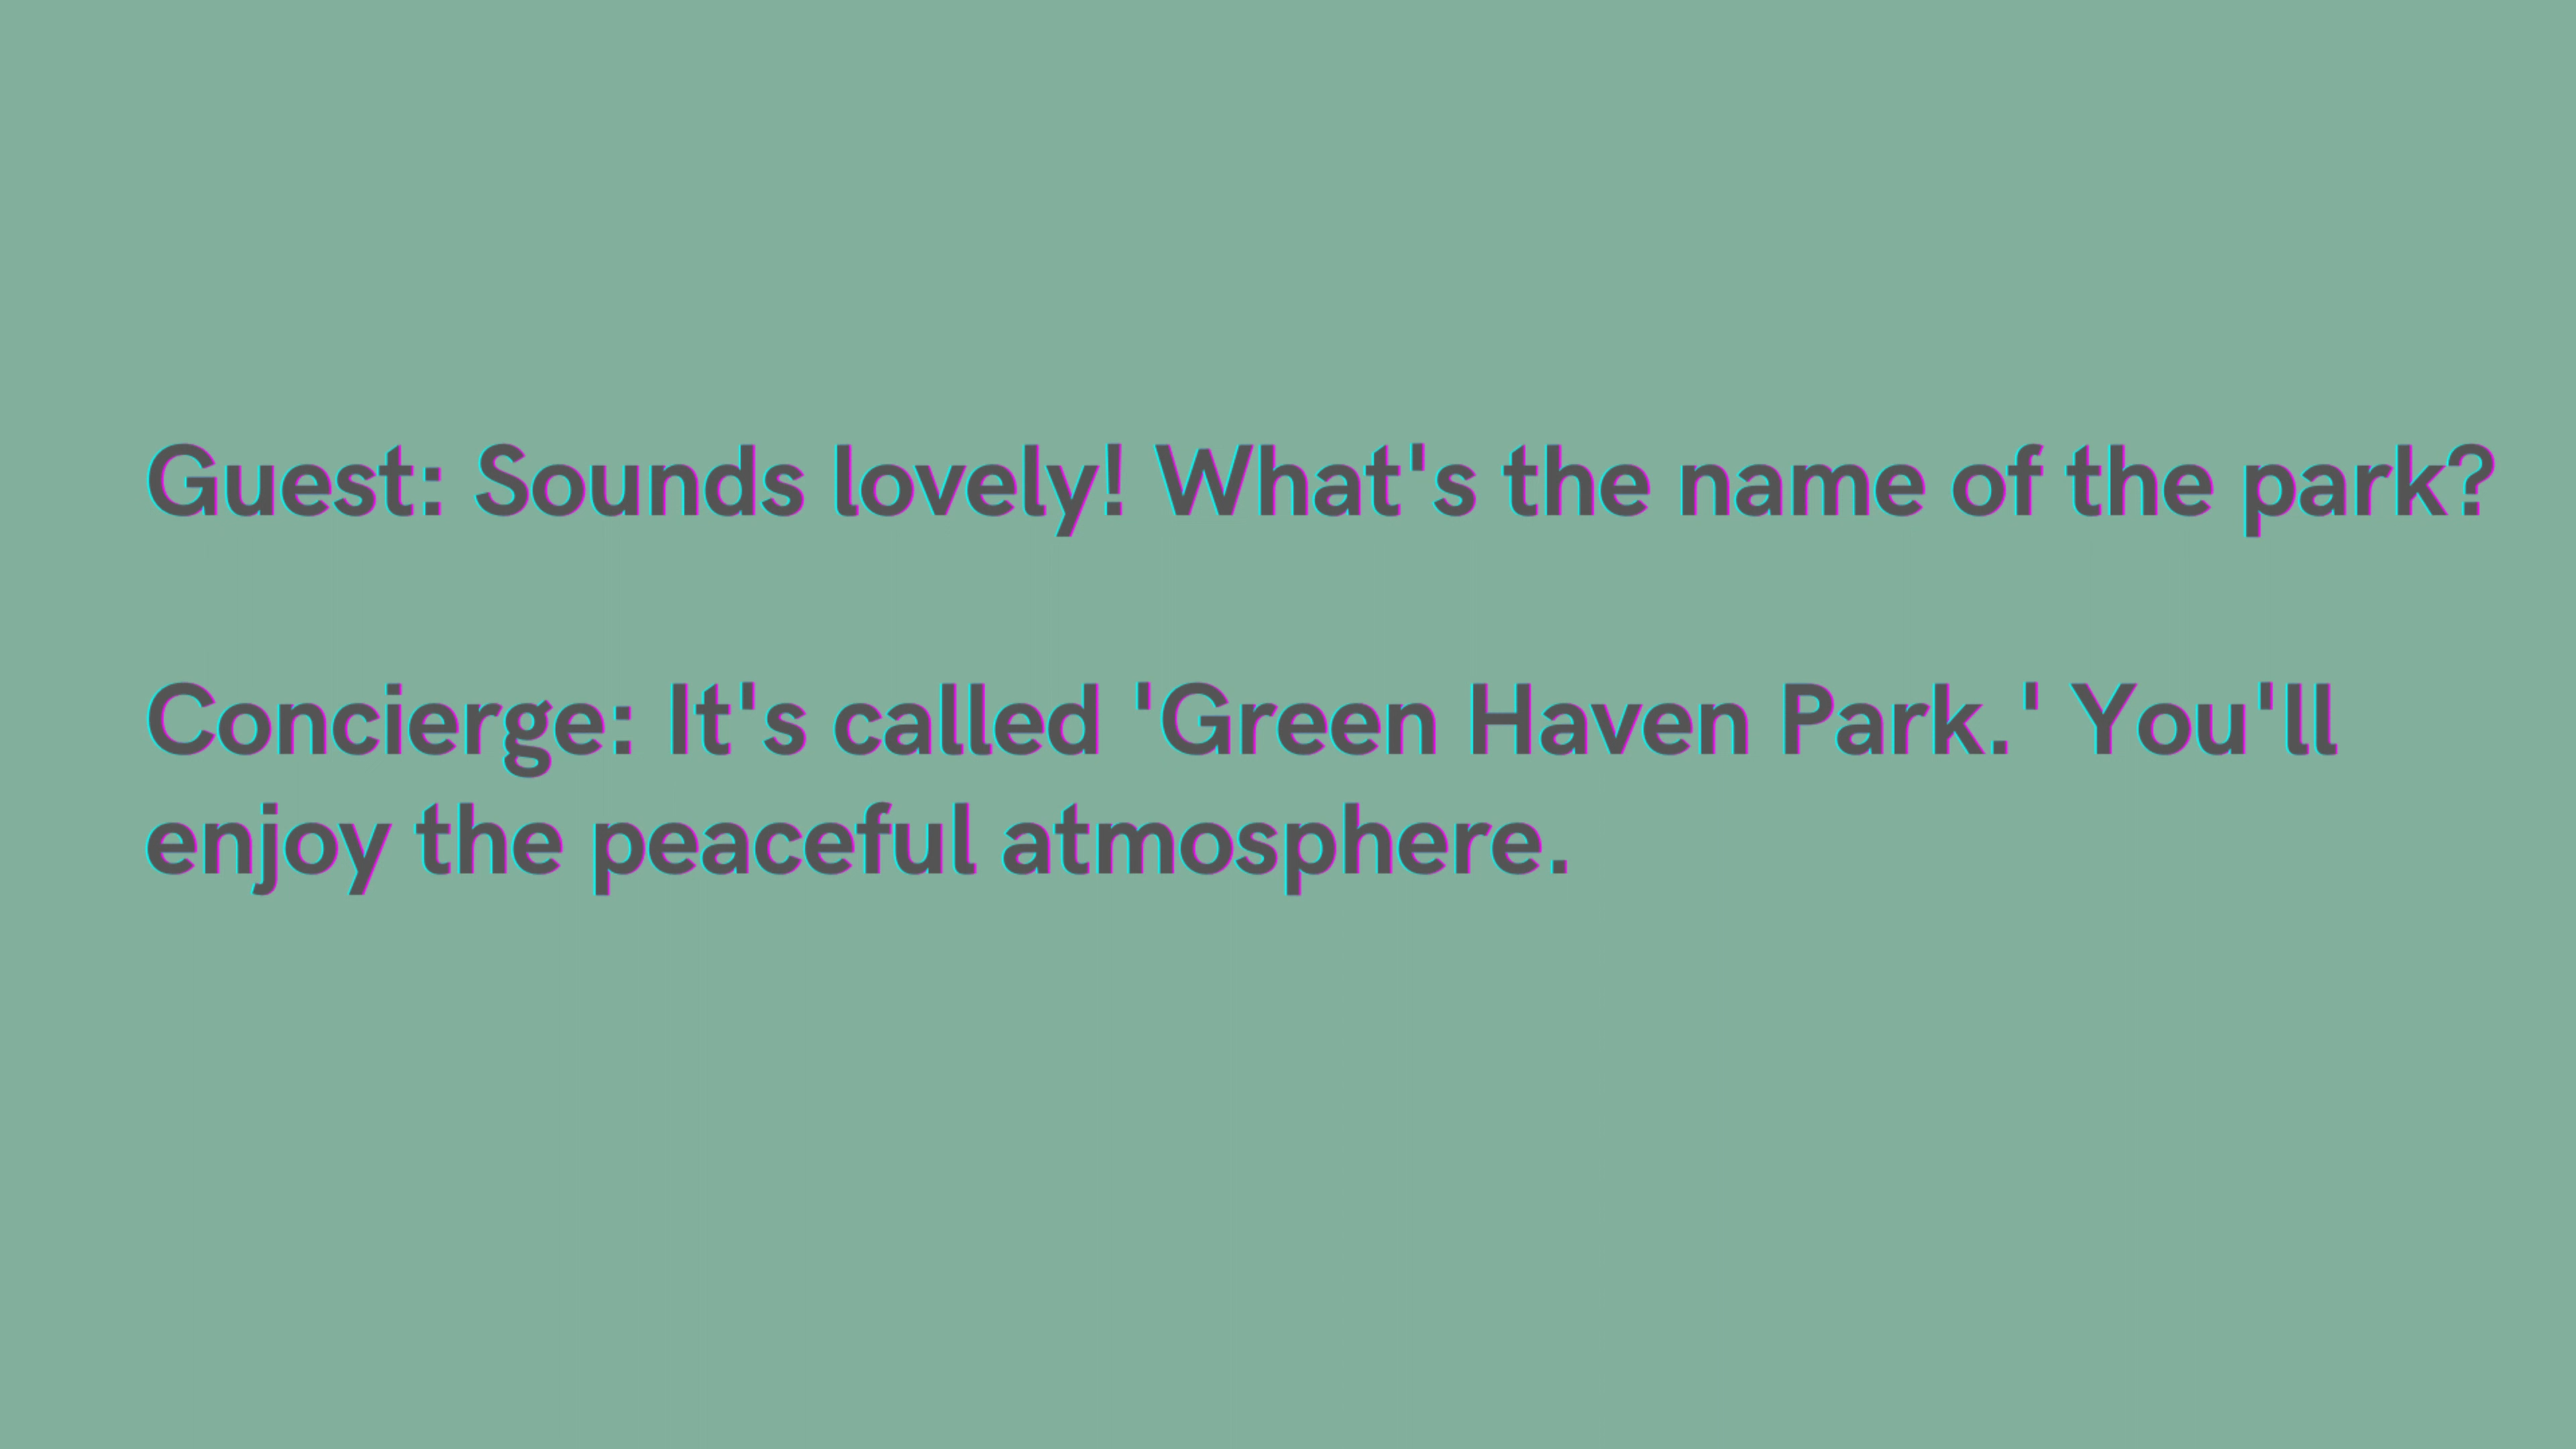 Guest: Sounds lovely! What's the name of the park?
Concierge: It's called 'Green Haven Park.' You'll
enjoy the peaceful atmosphere.